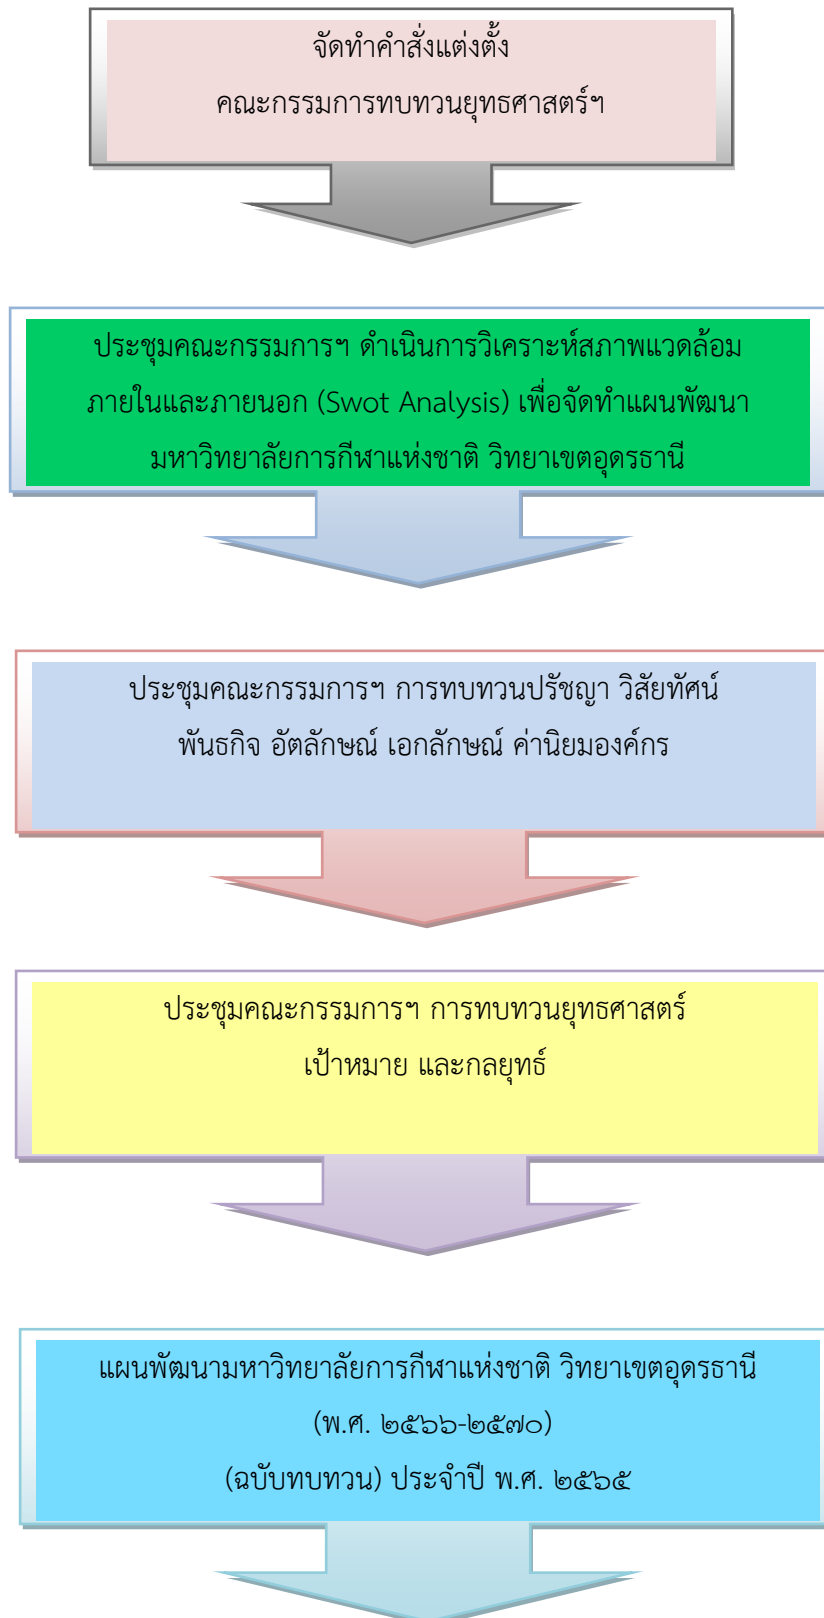 จัดทำคำสั่งแต่งตั้ง
คณะกรรมการทบทวนยุทธศาสตร์ฯ
ประชุมคณะกรรมการฯ ดำเนินการวิเคราะห์สภาพแวดล้อม
ภายในและภายนอก (Swot Analysis) เพื่อจัดทำแผนพัฒนา
มหาวิทยาลัยการกีฬาแห่งชาติ วิทยาเขตอุดรธานี
ประชุมคณะกรรมการฯ การทบทวนปรัชญา วิสัยทัศน์
พันธกิจ อัตลักษณ์ เอกลักษณ์ ค่านิยมองค์กร
ประชุมคณะกรรมการฯ การทบทวนยุทธศาสตร์
เป้าหมาย และกลยุทธ์
แผนพัฒนามหาวิทยาลัยการกีฬาแห่งชาติ วิทยาเขตอุดรธานี
(พ.ศ. ๒๕๖๖-๒๕๗๐)
(ฉบับทบทวน) ประจำปี พ.ศ. ๒๕๖๕